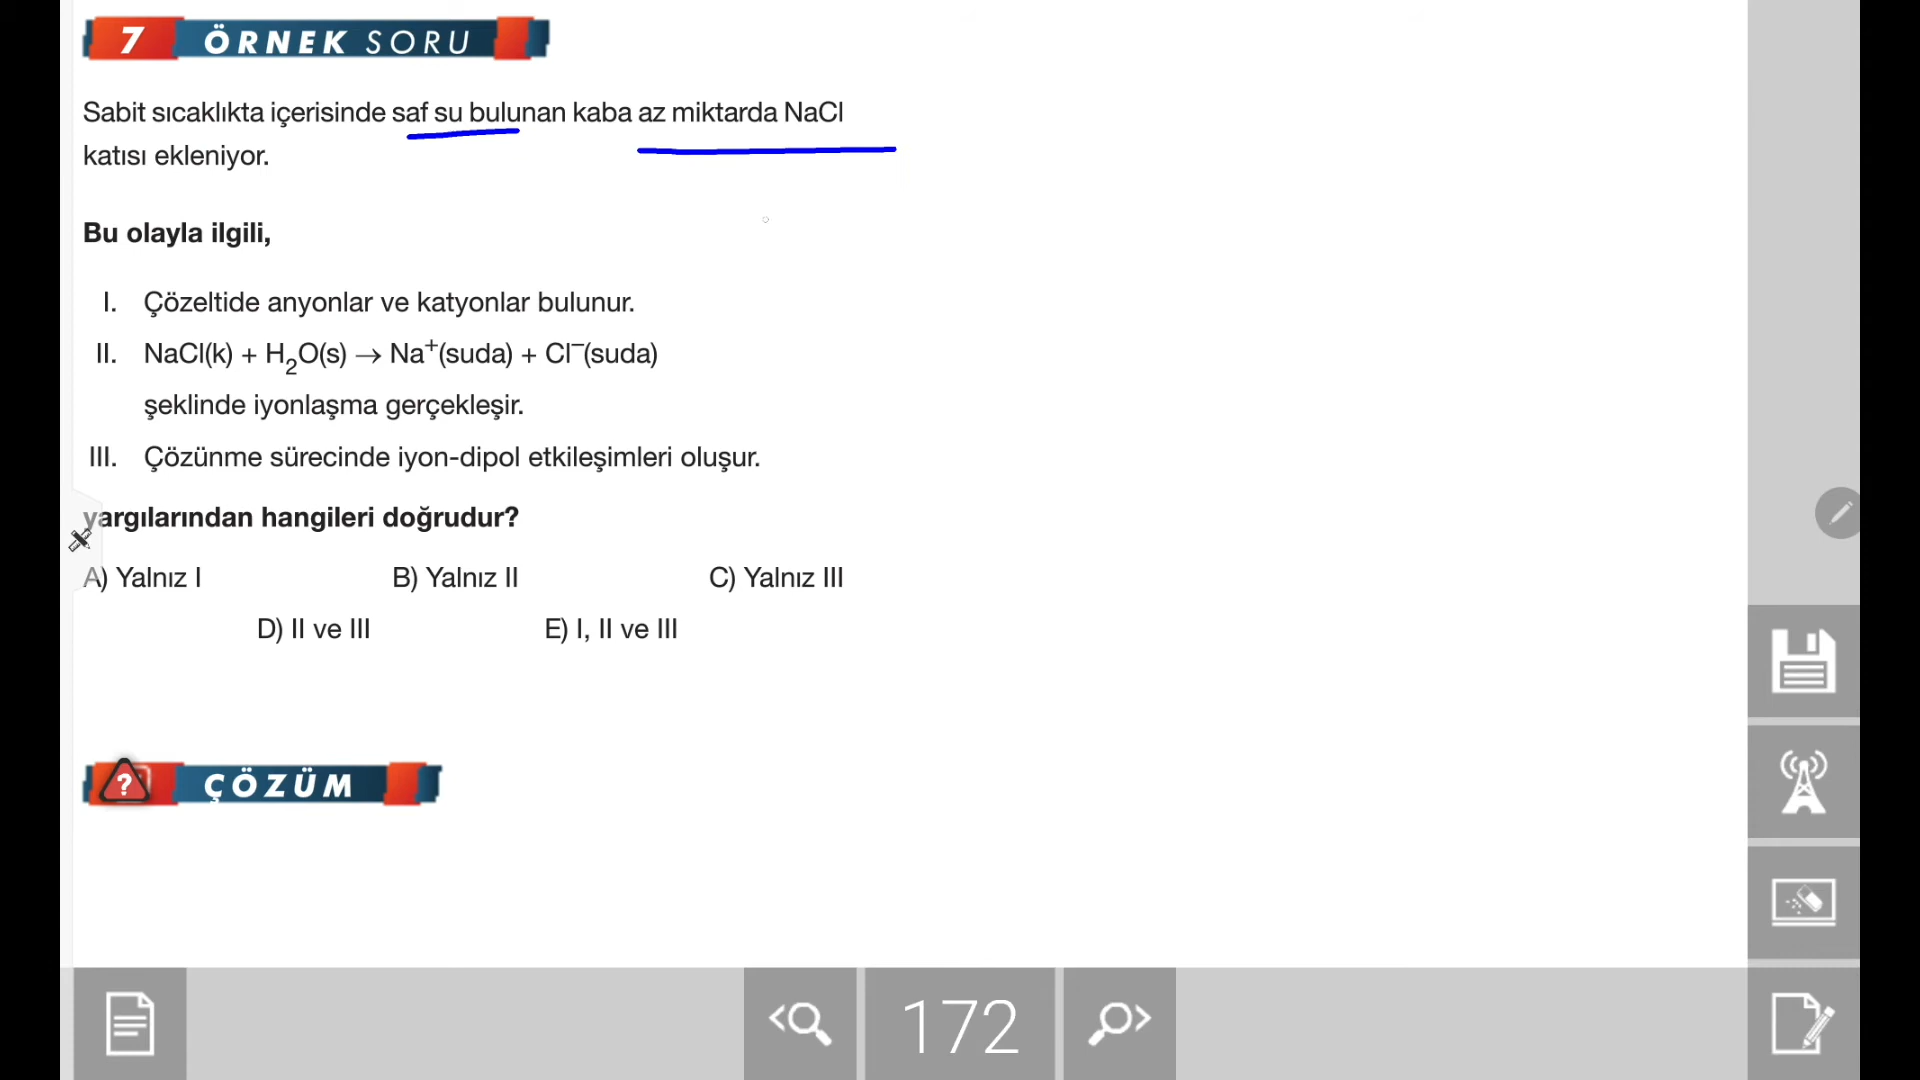 7 ÖRNEK SORU
Sabit sıcaklıkta içerisinde saf su bulunan kaba az miktarda NaCl
katısı ekleniyor.
Bu olayla ilgili,
I. Çözeltide anyonlar ve katyonlar bulunur.
II. NaCl(k) + H₂O(s) → Na⁺(suda) + Cl⁻(suda)
şeklinde iyonlaşma gerçekleşir.
III. Çözünme sürecinde iyon-dipol etkileşimleri oluşur.
yargılarından hangileri doğrudur?
A) Yalnız I B) Yalnız II C) Yalnız III
D) II ve III E) I, II ve III
? ÇÖZÜM
172